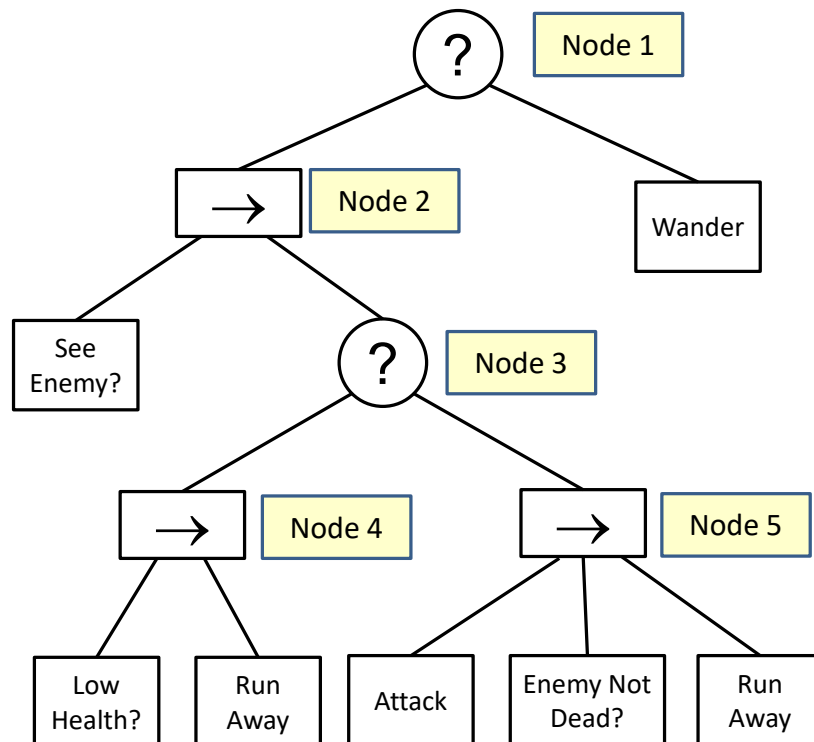 ?
Node 1
→
Node 2
Wander
See
Enemy?
?
Node 3
→
Node 4
→
Node 5
Low
Health?
Run
Away
Attack
Enemy Not
Dead?
Run
Away